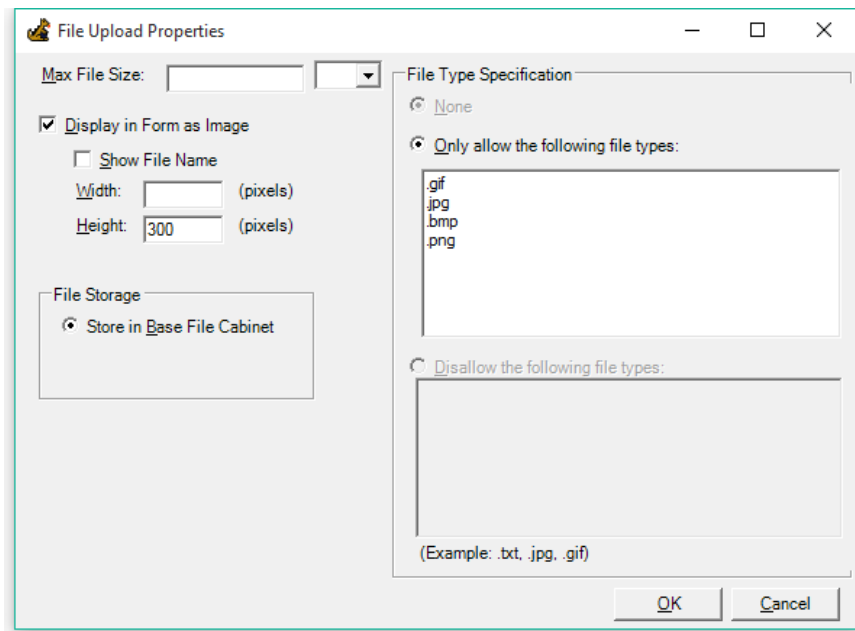 File Upload Properties
Max File Size:
Display in Form as Image
Show File Name
Width: (pixels)
Height: 300 (pixels)
File Storage
Store in Base File Cabinet
File Type Specification
None
Only allow the following file types:
.gif
.jpg
.bmp
.png
Disallow the following file types:
(Example: .txt, .jpg, .gif)
OK Cancel